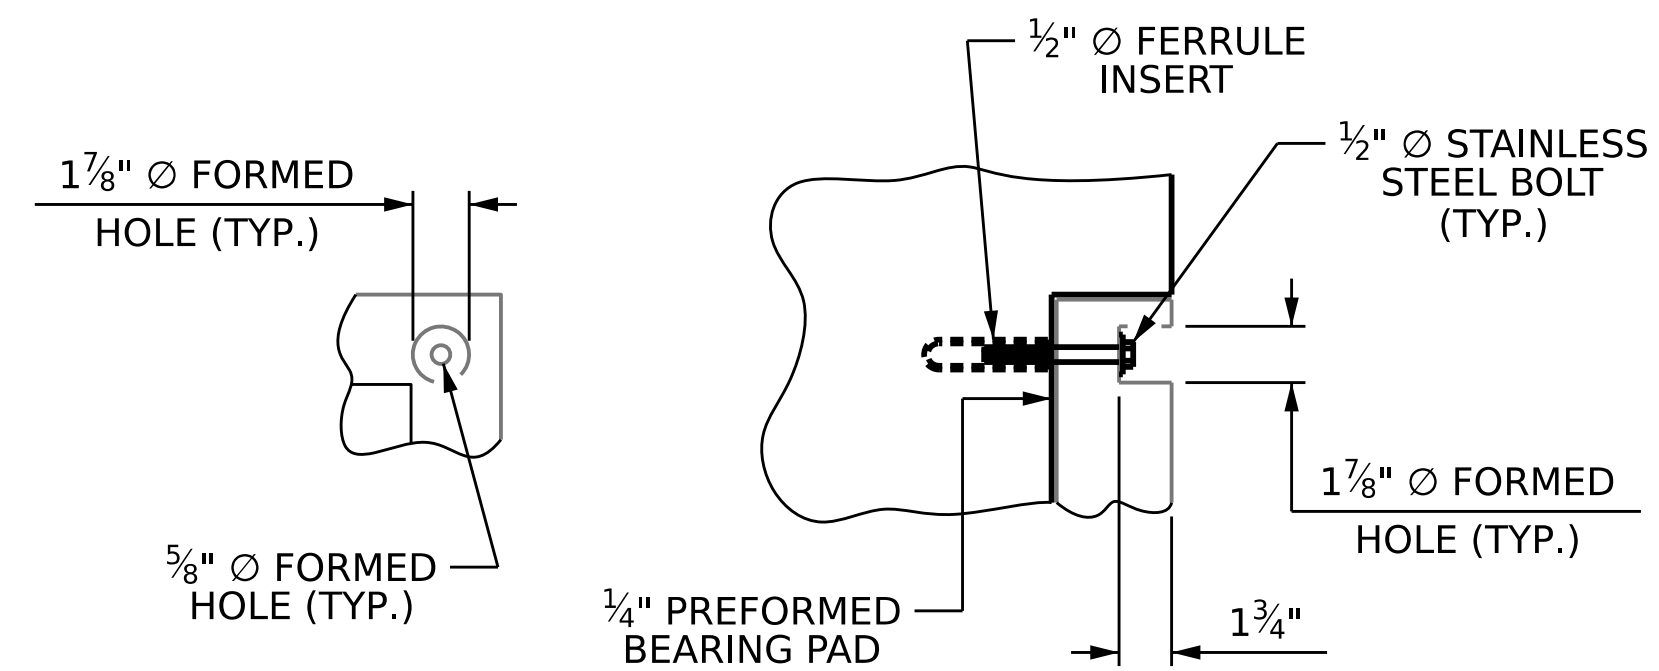 1⅞" ∅ FORMED
HOLE (TYP.)
⅝" ∅ FORMED
HOLE (TYP.)
½" ∅ FERRULE
INSERT
½" ∅ STAINLESS
STEEL BOLT
(TYP.)
1⅞" ∅ FORMED
HOLE (TYP.)
¼" PREFORMED
BEARING PAD
1¾"